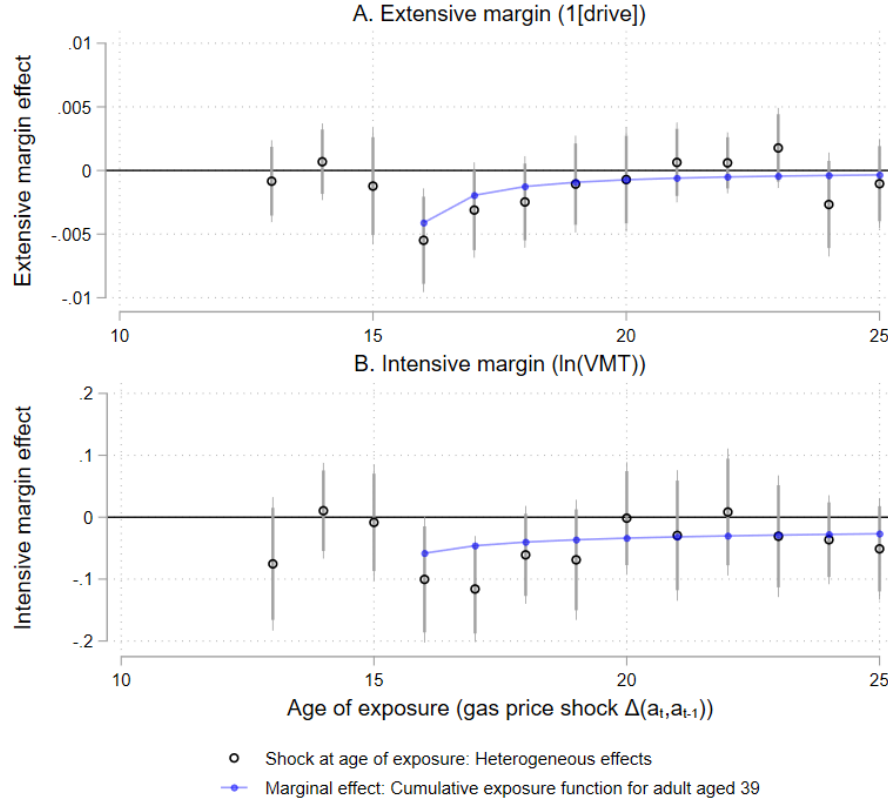 A. Extensive margin (1[drive])
.01
.005
0
-.005
-.01
Extensive margin effect
10 15 20 25
B. Intensive margin (ln(VMT))
.2
.1
0
-.1
-.2
Intensive margin effect
10 15 20 25
Age of exposure (gas price shock Δ(aₜ,aₜ₋₁))
Shock at age of exposure: Heterogeneous effects
Marginal effect: Cumulative exposure function for adult aged 39